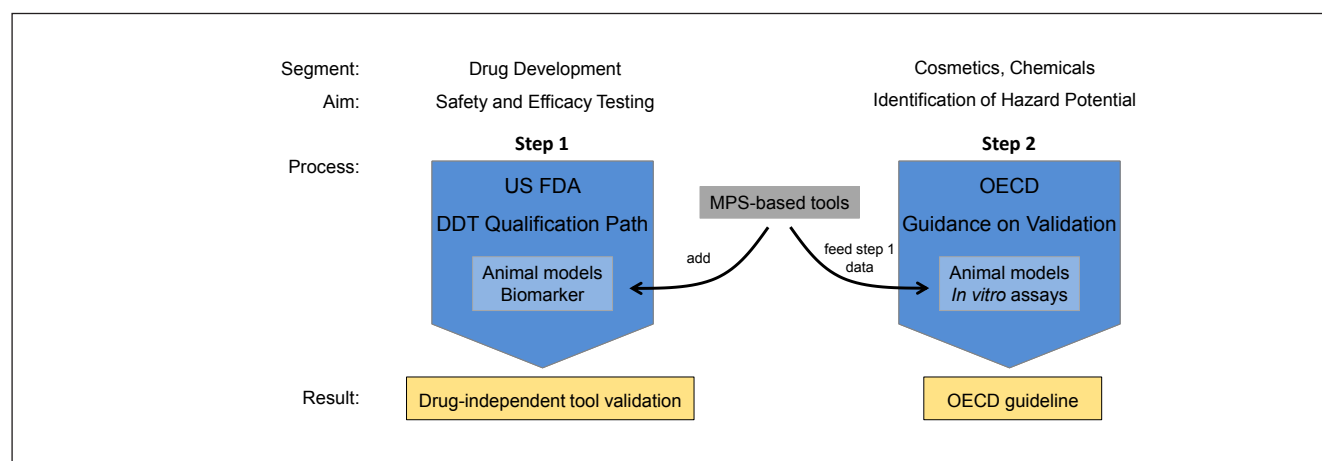 Segment:
Drug Development
Cosmetics, Chemicals
Aim:
Safety and Efficacy Testing
Identification of Hazard Potential
Step 1
Step 2
Process:
US FDA
DDT Qualification Path
Animal models
Biomarker
MPS-based tools
add
feed step 1
data
OECD
Guidance on Validation
Animal models
In vitro assays
Result:
Drug-independent tool validation
OECD guideline